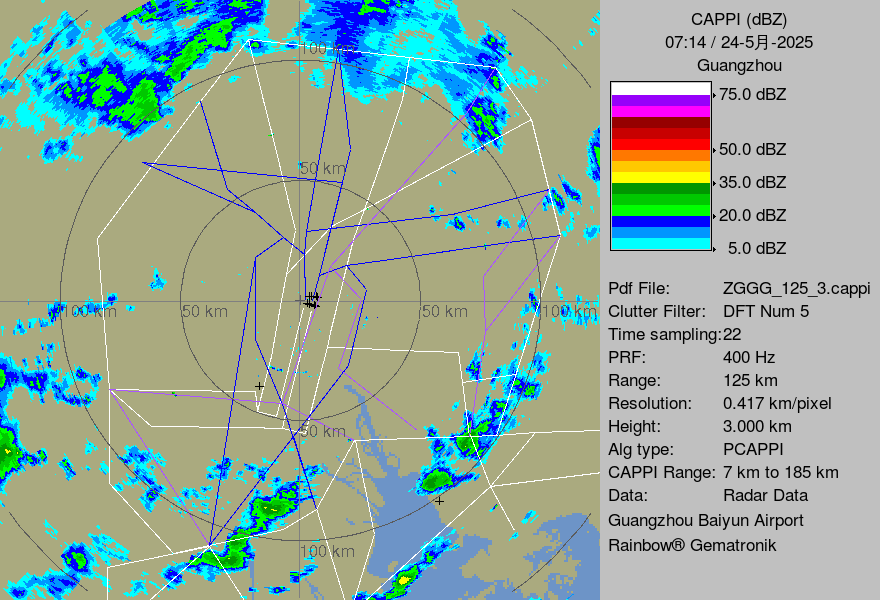 CAPPI (dBZ)
07:14 / 24-5月-2025
Guangzhou
75.0 dBZ
50.0 dBZ
35.0 dBZ
20.0 dBZ
5.0 dBZ
Pdf File: ZGGG_125_3.cappi
Clutter Filter: DFT Num 5
Time sampling:22
PRF: 400 Hz
Range: 125 km
Resolution: 0.417 km/pixel
Height: 3.000 km
Alg type: PCAPPI
CAPPI Range: 7 km to 185 km
Data: Radar Data
Guangzhou Baiyun Airport
Rainbow® Gematronik
100 km
50 km
100 km
50 km
50 km
100 km
50 km
100 km